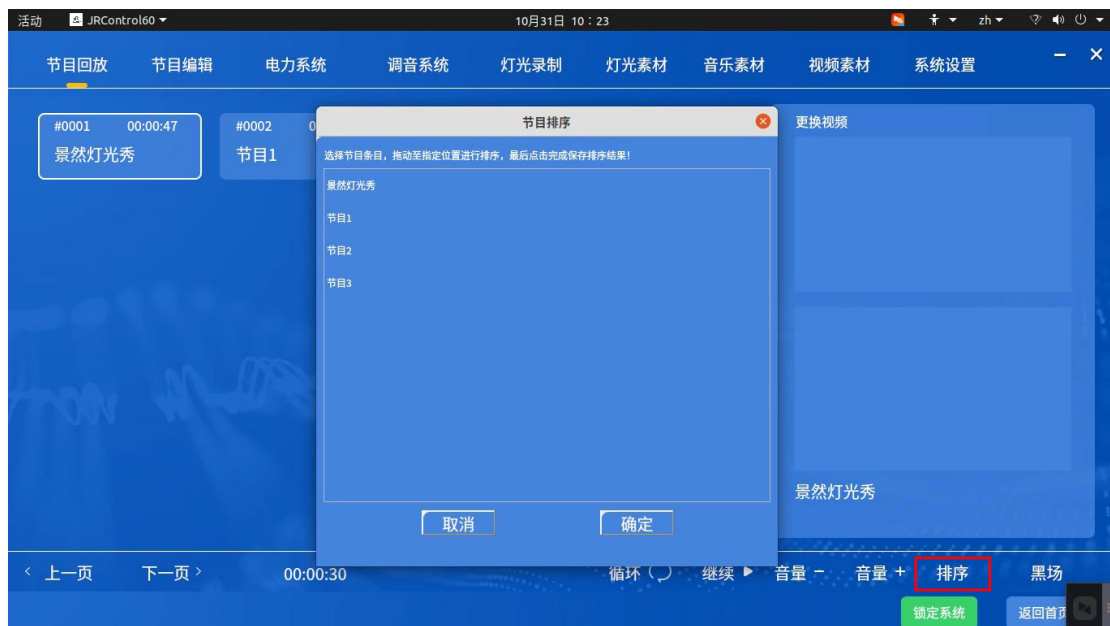 活动 JRControl60 10月31日 10：23 zh
节目回放 节目编辑 电力系统 调音系统 灯光录制 灯光素材 音乐素材 视频素材 系统设置
#0001 00:00:47
景然灯光秀
#0002 0
节目1
节目排序
选择节目条目，拖动至指定位置进行排序，最后点击完成保存排序结果!
景然灯光秀
节目1
节目2
节目3
取消 确定
更换视频
景然灯光秀
上一页 下一页 00:00:30 循环 继续 音量 - 音量 + 排序 黑场
锁定系统 返回首页